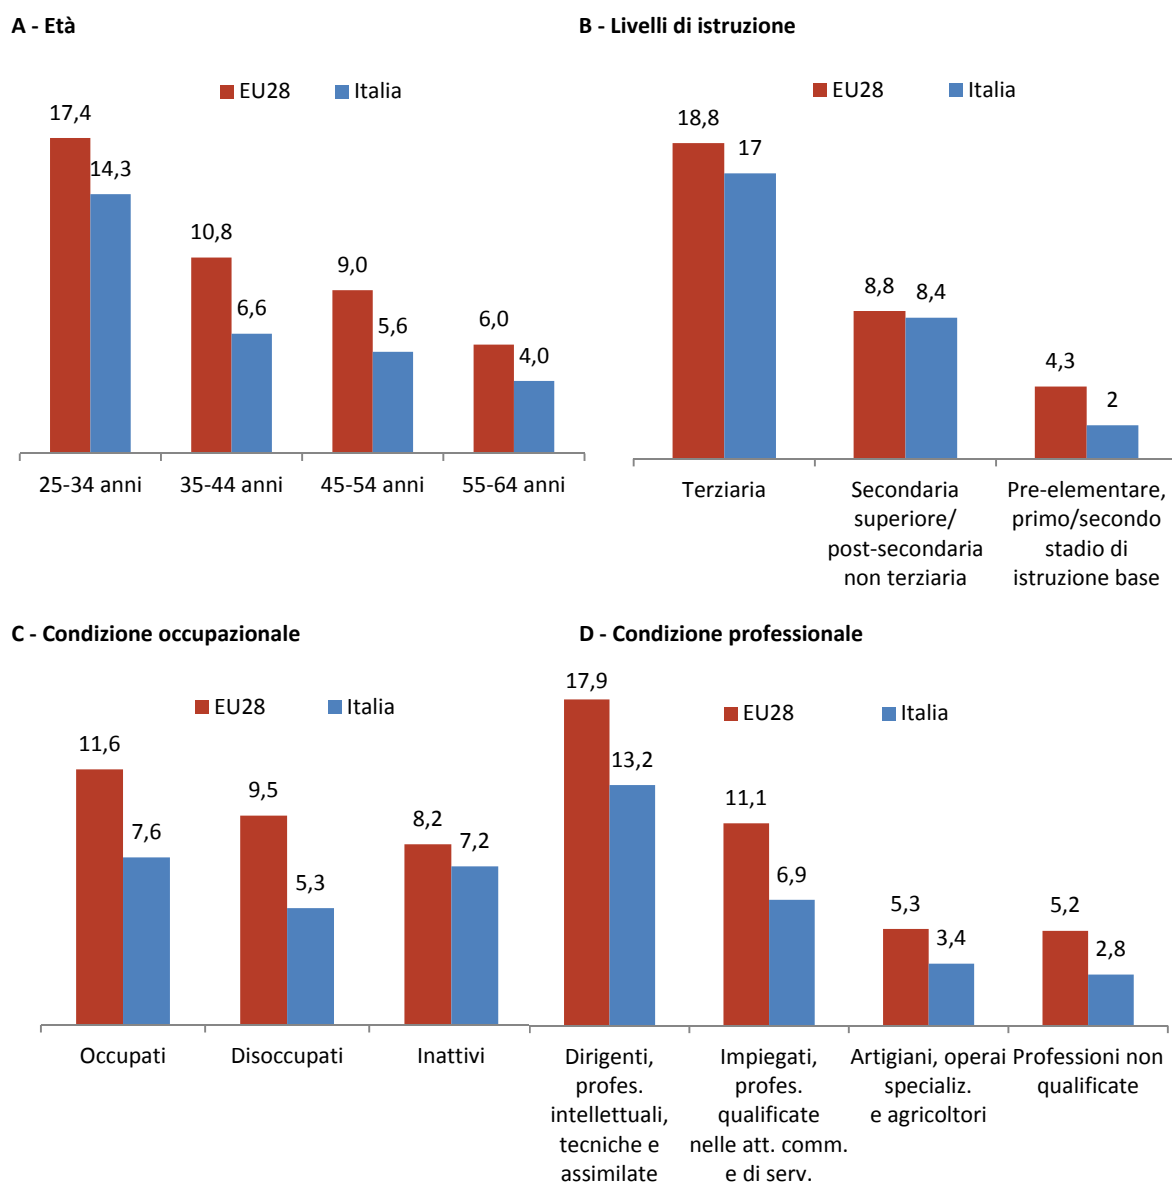 A - Età
EU28 Italia
17,4
14,3
10,8
6,6
9,0
5,6
6,0
4,0
25-34 anni 35-44 anni 45-54 anni 55-64 anni
B - Livelli di istruzione
EU28 Italia
18,8
17
8,8
8,4
4,3
2
Terziaria
Secondaria
superiore/
post-secondaria
non terziaria
Pre-elementare,
primo/secondo
stadio di
istruzione base
C - Condizione occupazionale
EU28 Italia
11,6
7,6
9,5
5,3
8,2
7,2
Occupati Disoccupati Inattivi
D - Condizione professionale
EU28 Italia
17,9
13,2
11,1
6,9
5,3
3,4
5,2
2,8
Dirigenti,
profes.
intellettuali,
tecniche e
assimilate
Impiegati,
profes.
qualificate
nelle att. comm.
e di serv.
Artigiani, operai
specializ.
e agricoltori
Professioni non
qualificate